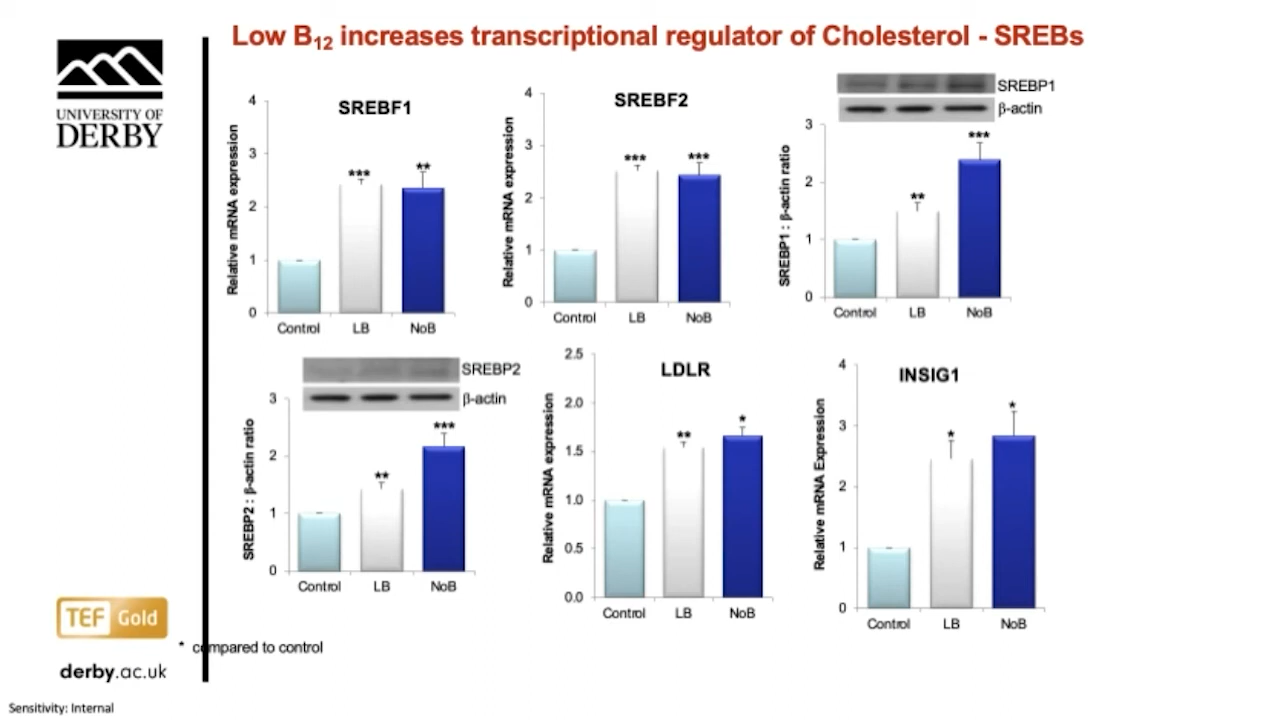 Low B12 increases transcriptional regulator of Cholesterol - SREBs
UNIVERSITY OF
DERBY
SREBF1
Relative mRNA expression
4
3
2
1
0
***
**
Control LB NoB
SREBF2
Relative mRNA expression
4
3
2
1
0
***
***
Control LB NoB
SREBP1
β-actin
SREBP1 : β-actin ratio
3
2
1
0
**
***
Control LB NoB
SREBP2
β-actin
SREBP2 : β-actin ratio
3
2
1
0
**
***
Control LB NoB
LDLR
Relative mRNA expression
2.5
2.0
1.5
1.0
0.5
0.0
**
*
Control LB NoB
INSIG1
Relative mRNA Expression
4
3
2
1
0
*
*
Control LB NoB
TEF Gold
* compared to control
derby.ac.uk
Sensitivity: Internal